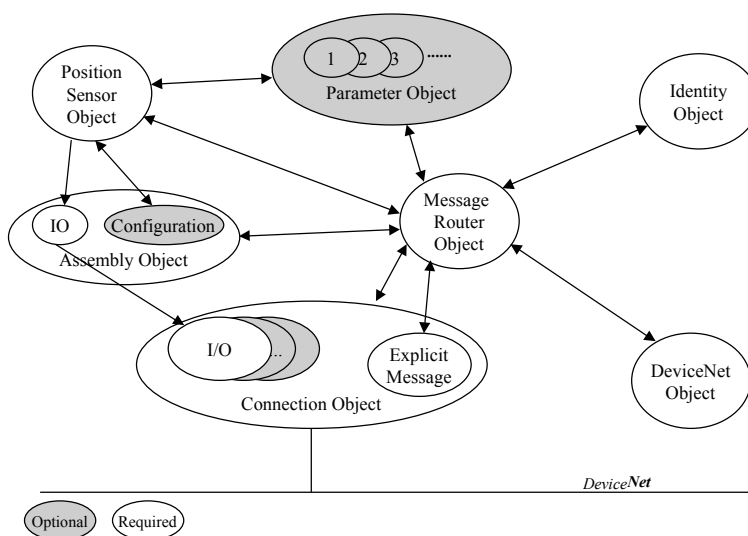 1 2 3 ......
Parameter Object
Position
Sensor
Object
Identity
Object
Message
Router
Object
IO
Configuration
Assembly Object
I/O
...
Explicit
Message
Connection Object
DeviceNet
Object
DeviceNet
Optional
Required